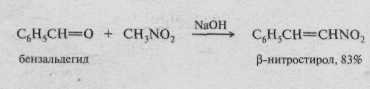 NaOH
C₆H₅CH=O + CH₃NO₂ ⟶ C₆H₅CH=CHNO₂
бензальдегид β-нитростирол, 83%